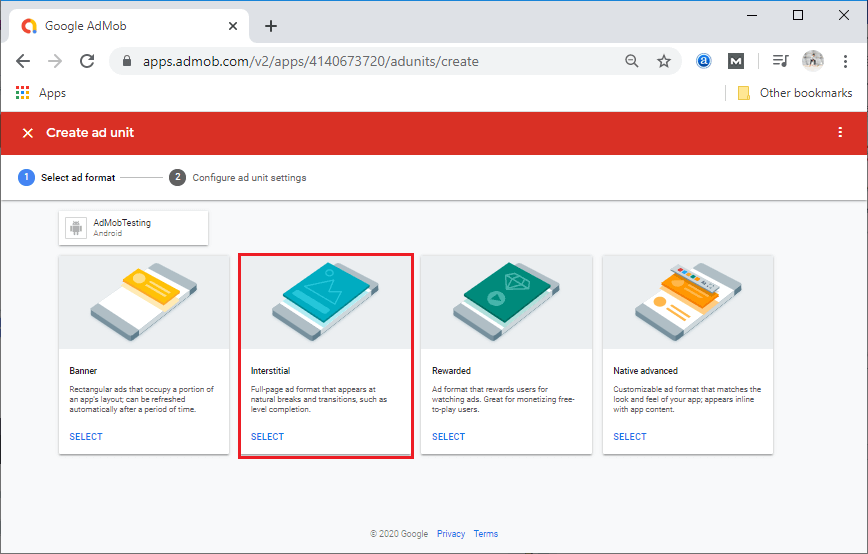 Google AdMob
apps.admob.com/v2/apps/4140673720/adunits/create
Apps
Other bookmarks
Create ad unit
1 Select ad format
2 Configure ad unit settings
AdMobTesting
Android
Banner
Rectangular ads that occupy a portion of
an app's layout; can be refreshed
automatically after a period of time.
SELECT
Interstitial
Full-page ad format that appears at
natural breaks and transitions, such as
level completion.
SELECT
Rewarded
Ad format that rewards users for
watching ads. Great for monetizing free-
to-play users.
SELECT
Native advanced
Customizable ad format that matches the
look and feel of your app; appears inline
with app content.
SELECT
© 2020 Google Privacy Terms